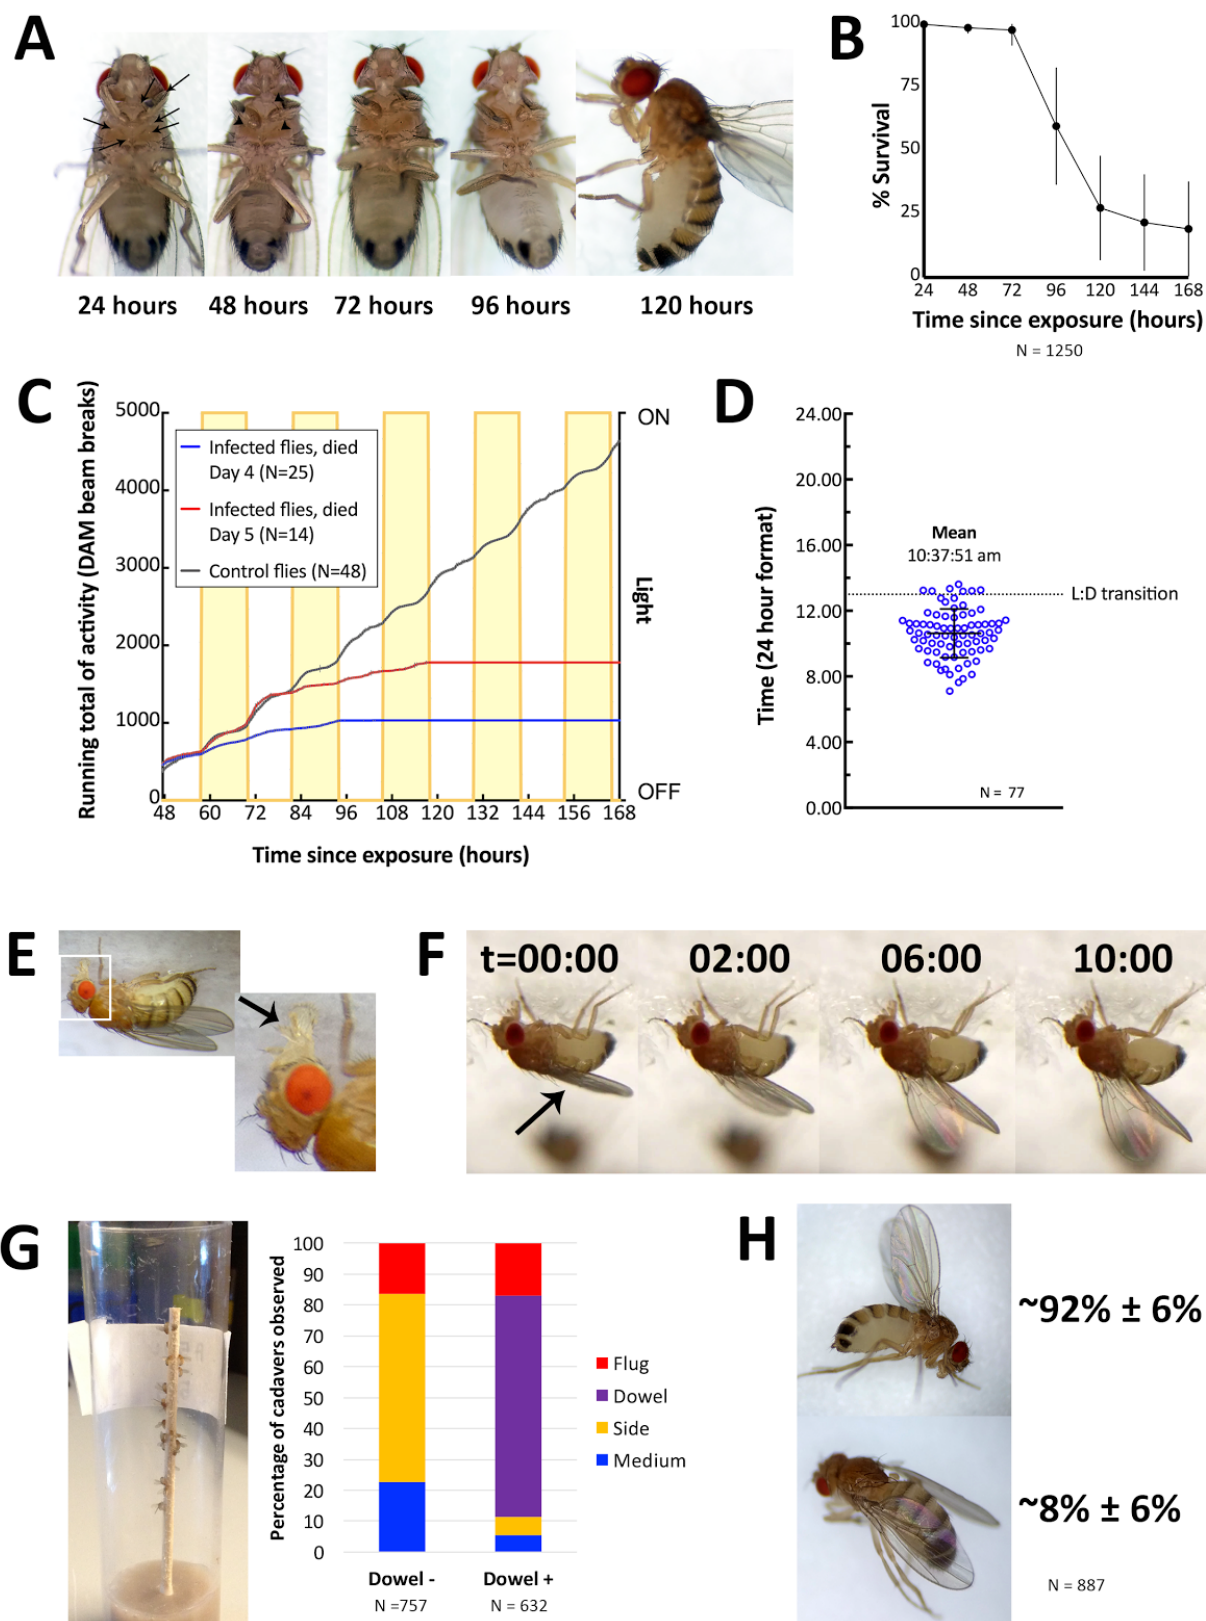 A
24 hours
48 hours
72 hours
96 hours
120 hours
B
% Survival
100
75
50
25
0
24 48 72 96 120 144 168
Time since exposure (hours)
N = 1250
C
Running total of activity (DAM beam breaks)
5000
4000
3000
2000
1000
0
Infected flies, died
Day 4 (N=25)
Infected flies, died
Day 5 (N=14)
Control flies (N=48)
ON
Light
OFF
48 60 72 84 96 108 120 132 144 156 168
Time since exposure (hours)
D
Time (24 hour format)
24.00
20.00
16.00
12.00
8.00
4.00
0.00
Mean
10:37:51 am
L:D transition
N = 77
E
F
t=00:00
02:00
06:00
10:00
G
Percentage of cadavers observed
100
90
80
70
60
50
40
30
20
10
0
Dowel -
N =757
Dowel +
N = 632
Flug
Dowel
Side
Medium
H
~92% ± 6%
~8% ± 6%
N = 887